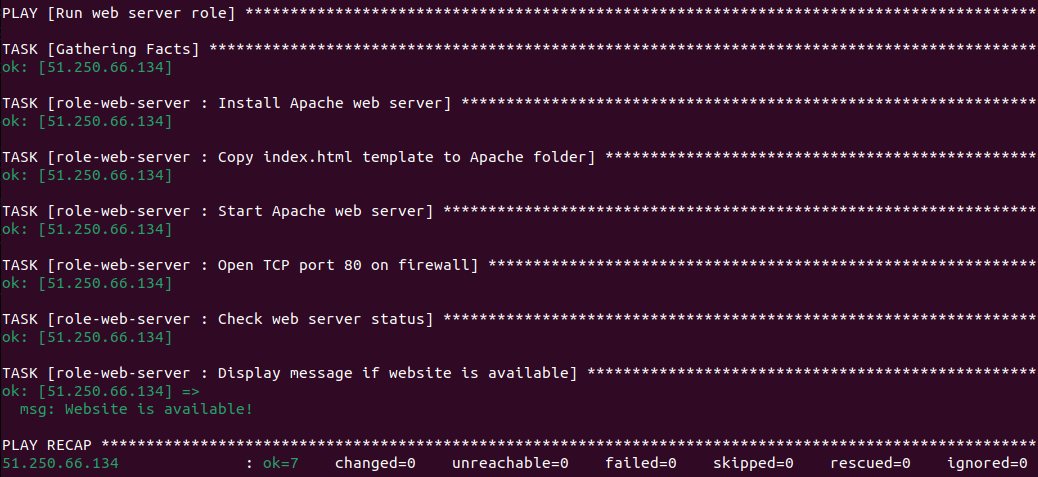 PLAY [Run web server role] ****************************************************************************************
TASK [Gathering Facts] ********************************************************************************************
ok: [51.250.66.134]
TASK [role-web-server : Install Apache web server] ****************************************************************
ok: [51.250.66.134]
TASK [role-web-server : Copy index.html template to Apache folder] ************************************************
ok: [51.250.66.134]
TASK [role-web-server : Start Apache web server] ******************************************************************
ok: [51.250.66.134]
TASK [role-web-server : Open TCP port 80 on firewall] *************************************************************
ok: [51.250.66.134]
TASK [role-web-server : Check web server status] ******************************************************************
ok: [51.250.66.134]
TASK [role-web-server : Display message if website is available] **************************************************
ok: [51.250.66.134] =>
  msg: Website is available!
PLAY RECAP ********************************************************************************************************
51.250.66.134              : ok=7    changed=0    unreachable=0    failed=0    skipped=0    rescued=0    ignored=0